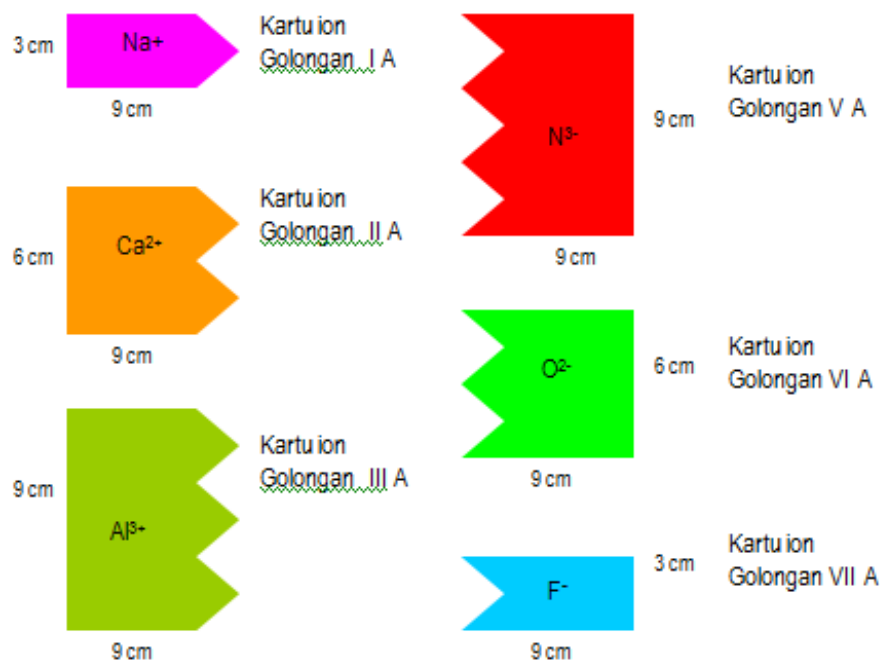 3 cm
Na+
Kartu ion
Golongan I A
9 cm
6 cm
Ca²⁺
Kartu ion
Golongan II A
9 cm
9 cm
Al³⁺
Kartu ion
Golongan III A
9 cm
N³⁻
9 cm
Kartu ion
Golongan V A
9 cm
O²⁻
6 cm
Kartu ion
Golongan VI A
9 cm
F⁻
3 cm
Kartu ion
Golongan VII A
9 cm